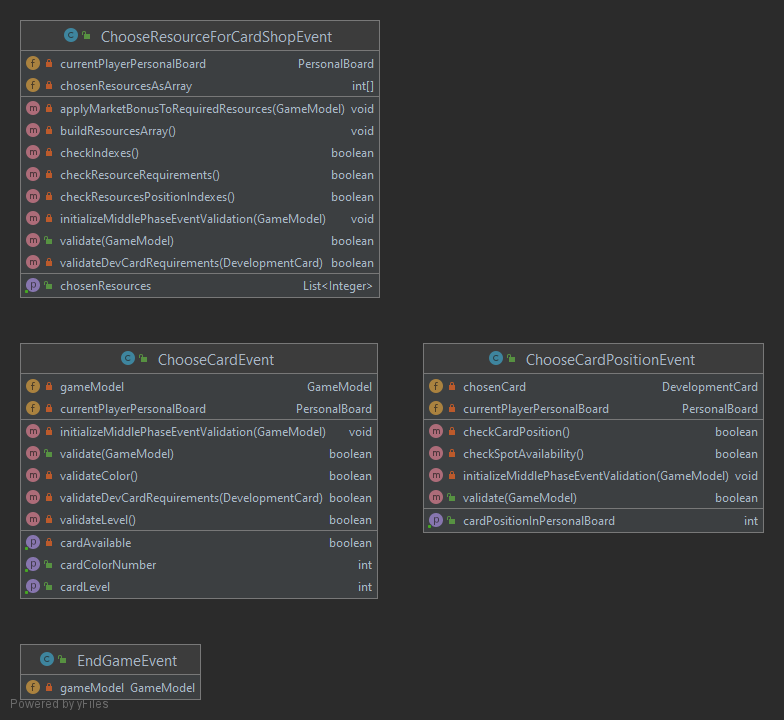 ChooseResourceForCardShopEvent
currentPlayerPersonalBoard PersonalBoard
chosenResourcesAsArray int[]
applyMarketBonusToRequiredResources(GameModel) void
buildResourcesArray() void
checkIndexes() boolean
checkResourceRequirements() boolean
checkResourcesPositionIndexes() boolean
initializeMiddlePhaseEventValidation(GameModel) void
validate(GameModel) boolean
validateDevCardRequirements(DevelopmentCard) boolean
chosenResources List<Integer>
ChooseCardEvent
gameModel GameModel
currentPlayerPersonalBoard PersonalBoard
initializeMiddlePhaseEventValidation(GameModel) void
validate(GameModel) boolean
validateColor() boolean
validateDevCardRequirements(DevelopmentCard) boolean
validateLevel() boolean
cardAvailable boolean
cardColorNumber int
cardLevel int
ChooseCardPositionEvent
chosenCard DevelopmentCard
currentPlayerPersonalBoard PersonalBoard
checkCardPosition() boolean
checkSpotAvailability() boolean
initializeMiddlePhaseEventValidation(GameModel) void
validate(GameModel) boolean
cardPositionInPersonalBoard int
EndGameEvent
gameModel GameModel
Powered by yFiles